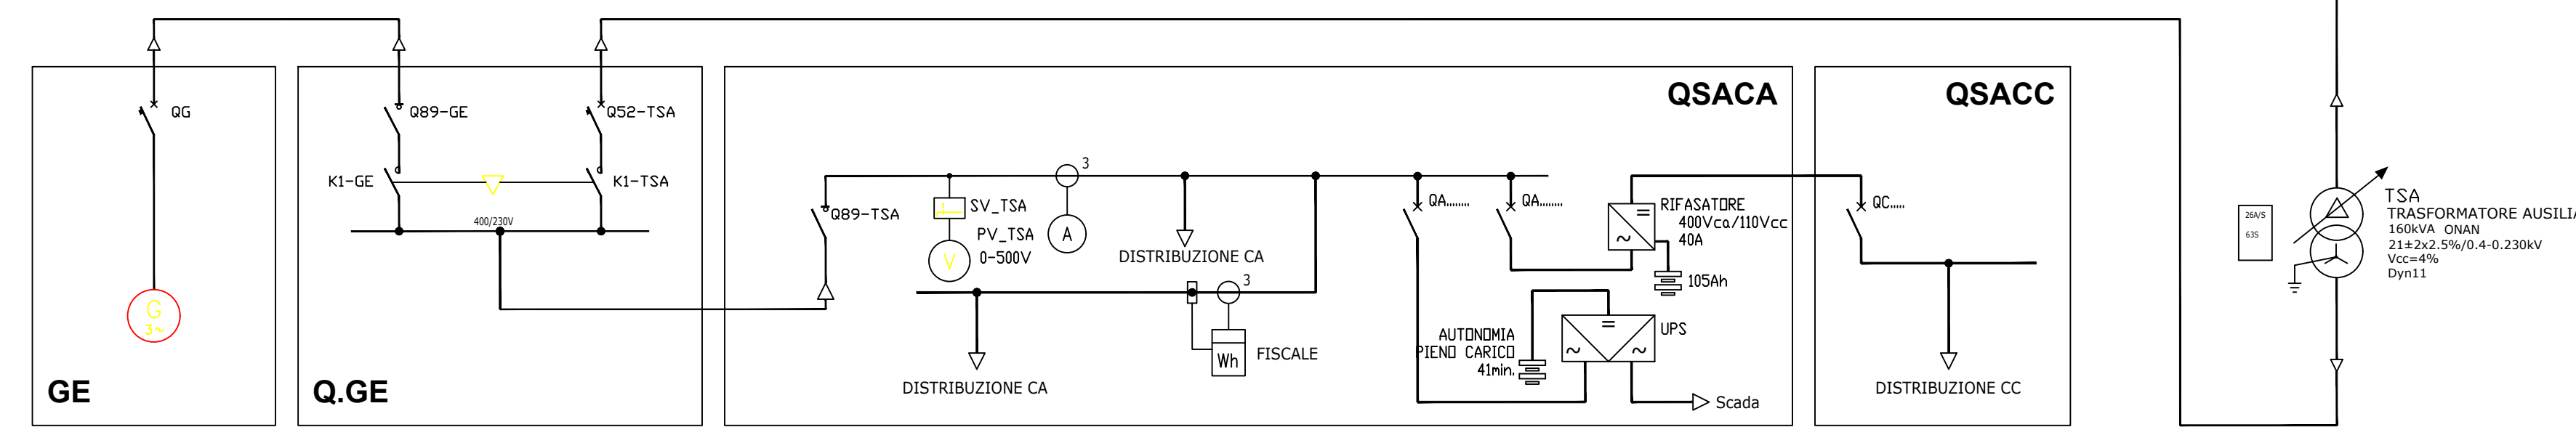 GE
QG
G
3~
Q.GE
Q89-GE
Q52-TSA
K1-GE
K1-TSA
400/230V
QSACA
Q89-TSA
SV_TSA
PV_TSA
0-500V
V
3
A
DISTRIBUZIONE CA
DISTRIBUZIONE CA
3
Wh
FISCALE
QA........
QA........
RIFASATORE
400Vca/110Vcc
40A
105Ah
AUTONOMIA
PIENO CARICO
41min.
UPS
Scada
QSACC
QC.....
DISTRIBUZIONE CC
26A/S
63S
TSA
TRASFORMATORE AUSILIA
160kVA ONAN
21±2x2.5%/0.4-0.230kV
Vcc=4%
Dyn11